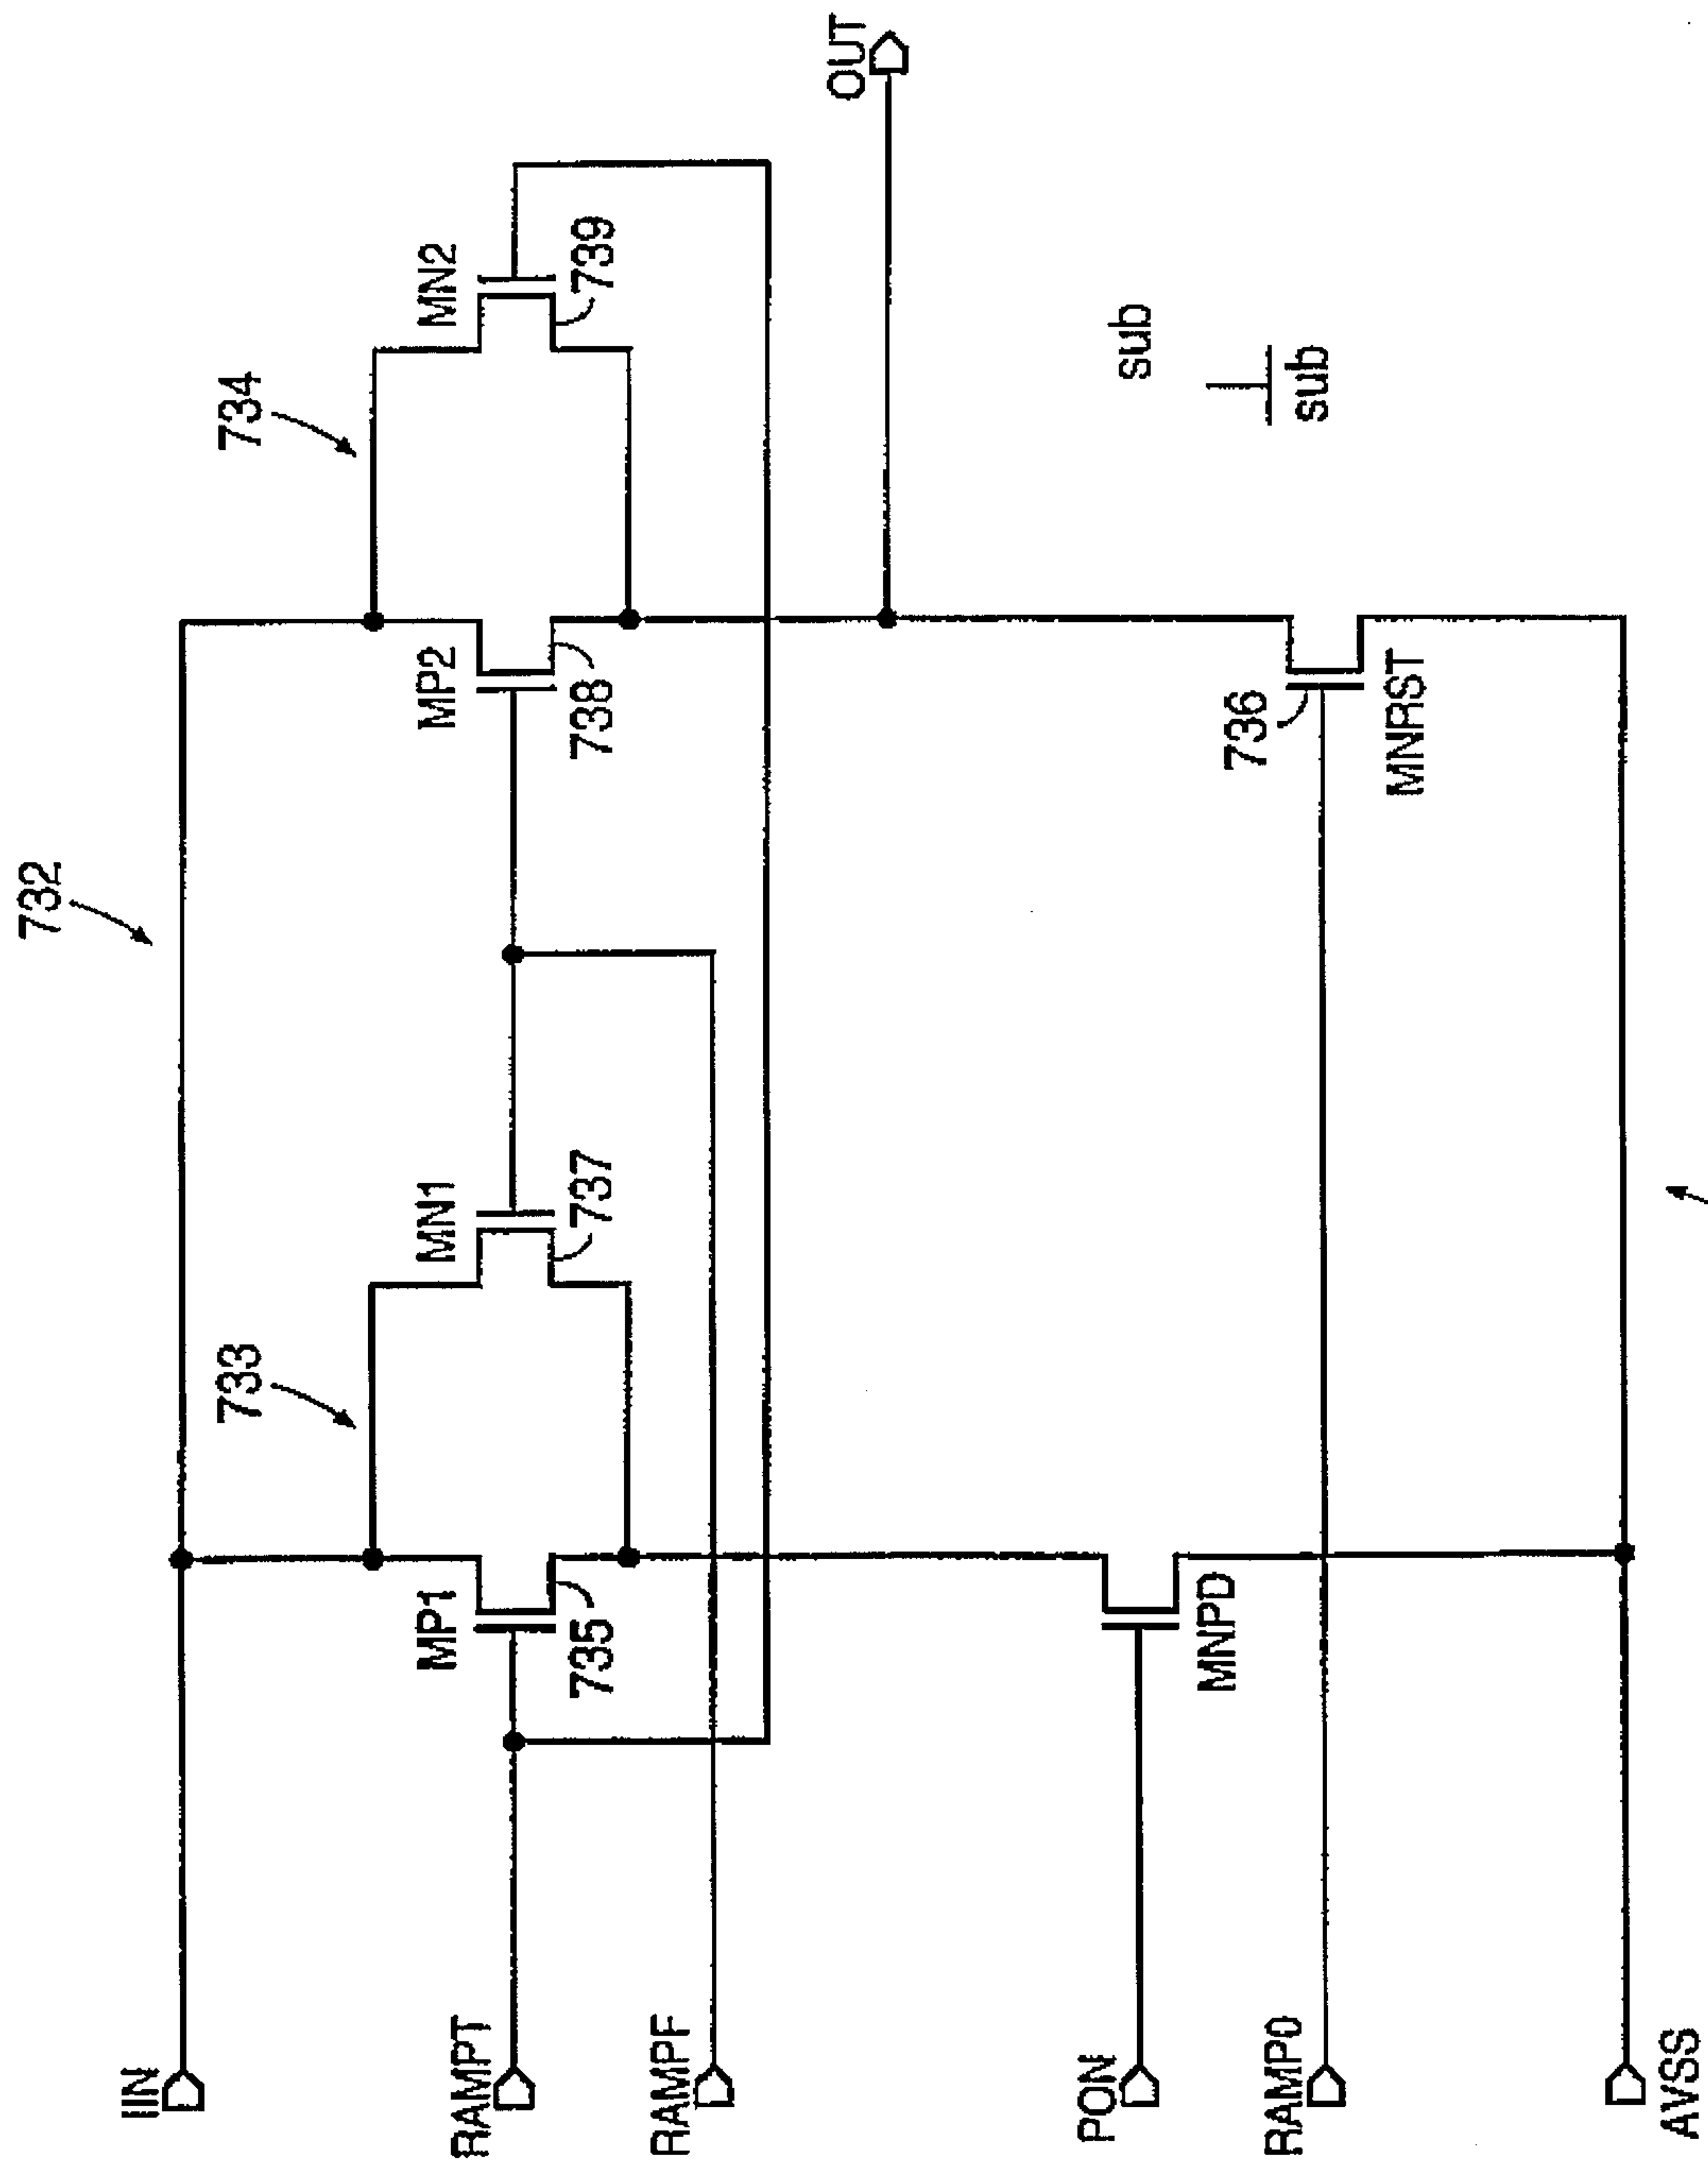 732
733
734
IIN
MP1
735
MN1
737
MP2
738
MN2
739
RAMPT
RAMPF
OUT
PON
MNPD
736
MNRST
sub
sub
RAMP0
AVSS